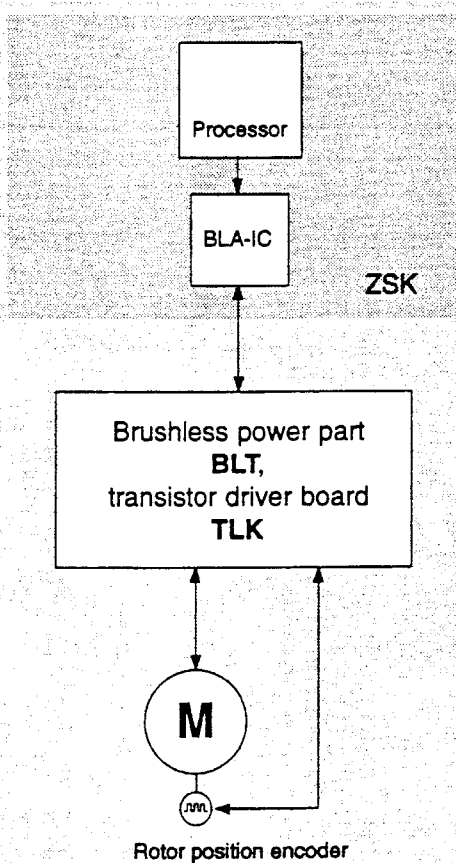 Processor
BLA-IC
ZSK
Brushless power part
BLT,
transistor driver board
TLK
M
Rotor position encoder